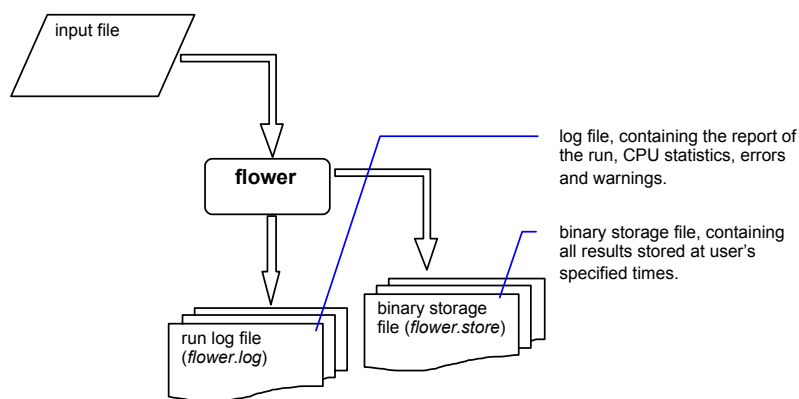 input file
flower
log file, containing the report of
the run, CPU statistics, errors
and warnings.
binary storage file, containing
all results stored at user's
specified times.
binary storage
file (flower.store)
run log file
(flower.log)